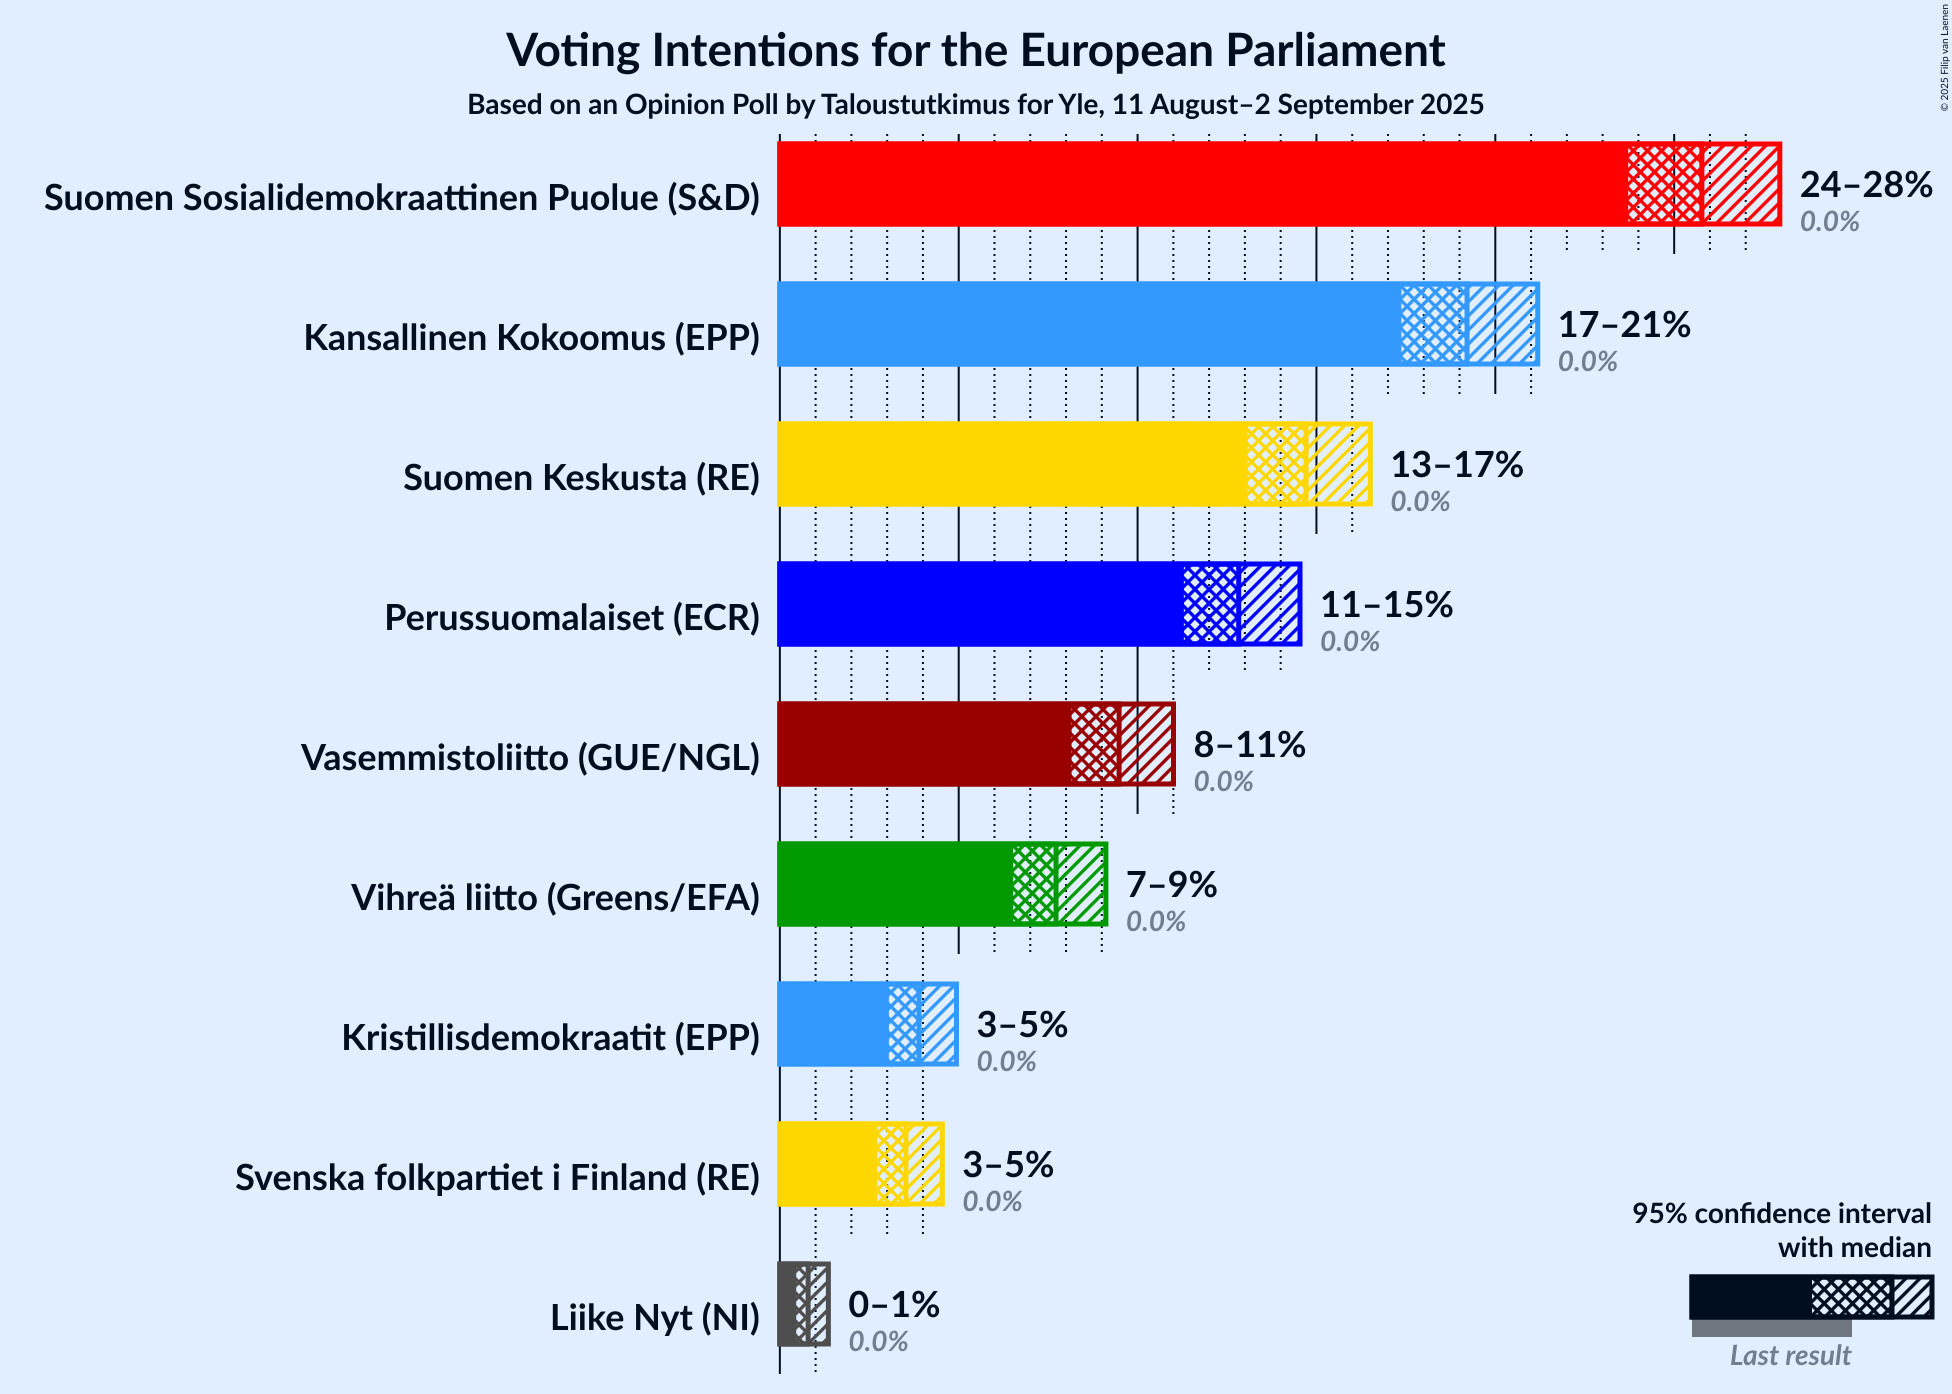 Voting Intentions for the European Parliament
Based on an Opinion Poll by Taloustutkimus for Yle, 11 August–2 September 2025
© 2025 Filip van Laenen
Suomen Sosialidemokraattinen Puolue (S&D)
24–28%
0.0%
Kansallinen Kokoomus (EPP)
17–21%
0.0%
Suomen Keskusta (RE)
13–17%
0.0%
Perussuomalaiset (ECR)
11–15%
0.0%
Vasemmistoliitto (GUE/NGL)
8–11%
0.0%
Vihreä liitto (Greens/EFA)
7–9%
0.0%
Kristillisdemokraatit (EPP)
3–5%
0.0%
Svenska folkpartiet i Finland (RE)
3–5%
0.0%
Liike Nyt (NI)
0–1%
0.0%
95% confidence interval
with median
Last result